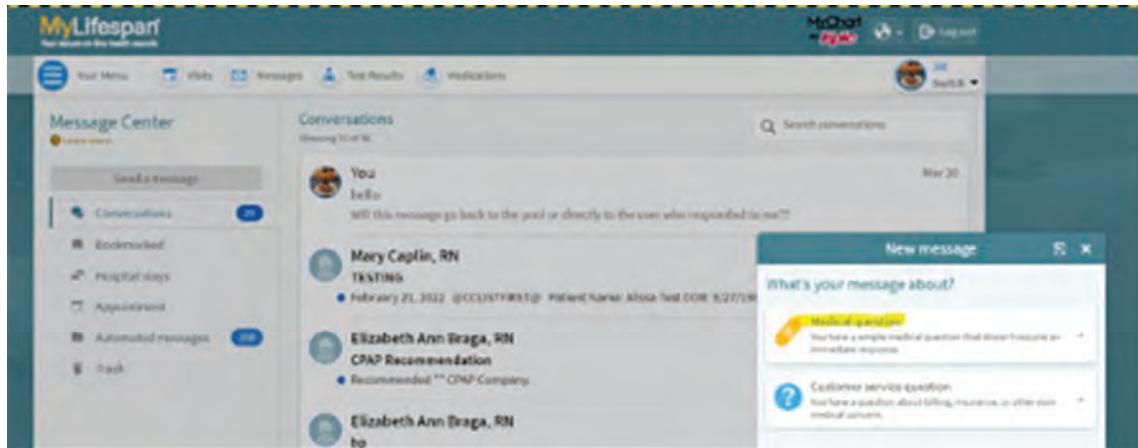 MyLifespan
MyChart
Log out
Your Menu
Visits
Messages
Test Results
Medications
Message Center
Learn more
Send a message
Conversations
Bookmarked
Hospital stays
Appointment
Automated messages
Trash
Conversations
Search conversations
You
Mar 20
hello
Will this message go back to the pool or directly to the user who responded to me??
Mary Caplin, RN
TESTING
February 21, 2022 @CCLISTFIRST@ Patient Name: Alissa Test DOB:
Elizabeth Ann Braga, RN
CPAP Recommendation
Recommended ** CPAP Company.
Elizabeth Ann Braga, RN
bp
New message
What's your message about?
Medical question
You have a simple medical question that doesn't require an
immediate response.
Customer service question
You have a question about billing, insurance, or other non-
medical concern.